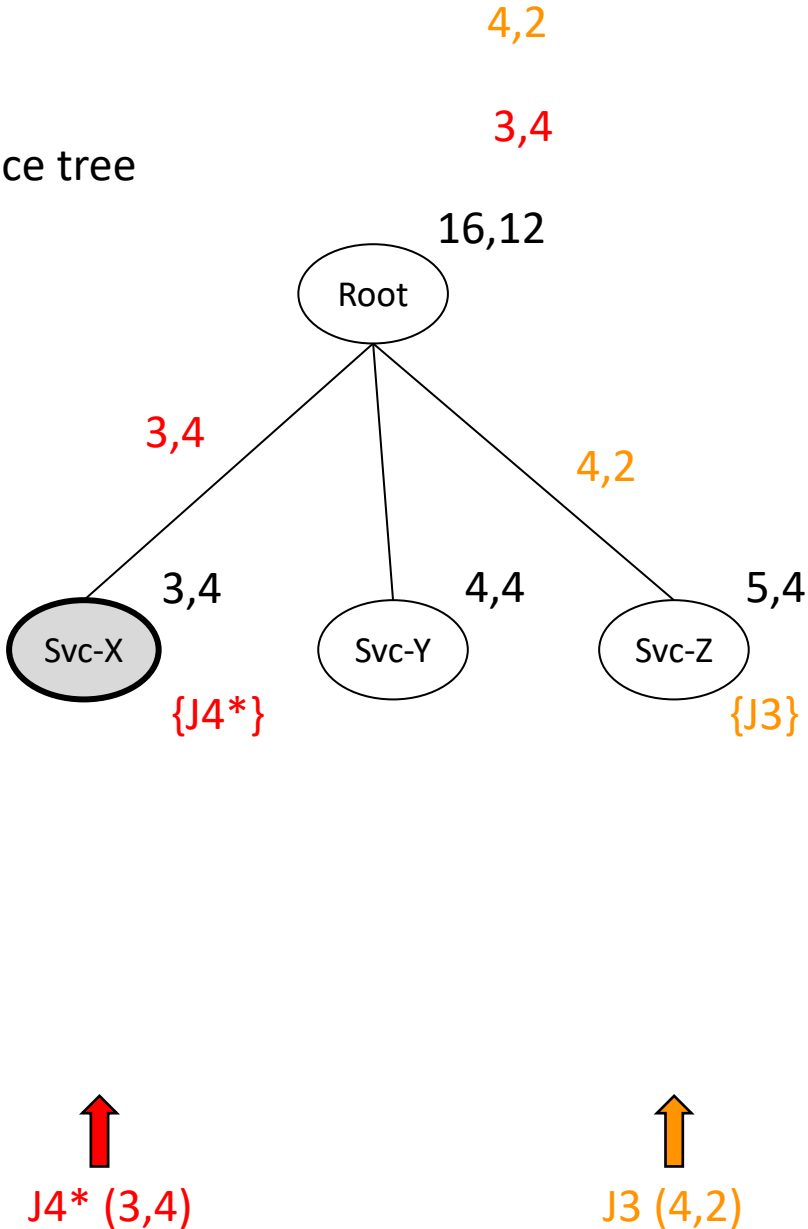 4,2
3,4
ce tree
16,12
Root
3,4
4,2
3,4
4,4
5,4
Svc-X
Svc-Y
Svc-Z
{J4*}
{J3}
J4* (3,4)
J3 (4,2)